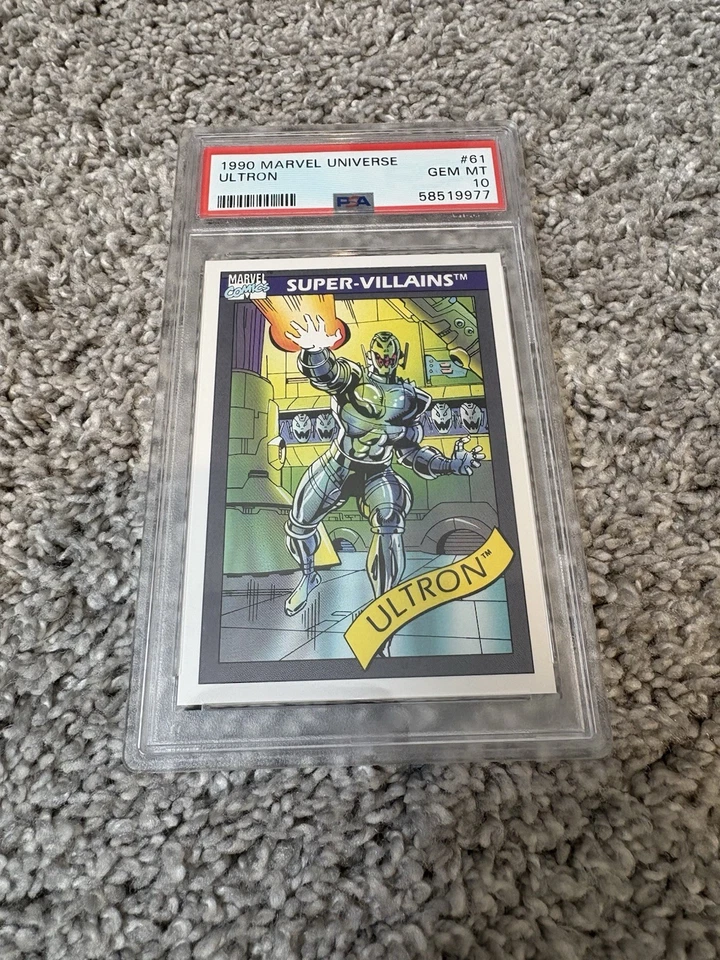 1990 MARVEL UNIVERSE #61
ULTRON GEM MT
10
PSA 58519977
MARVEL COMICS
SUPER-VILLAINS™
ULTRON™